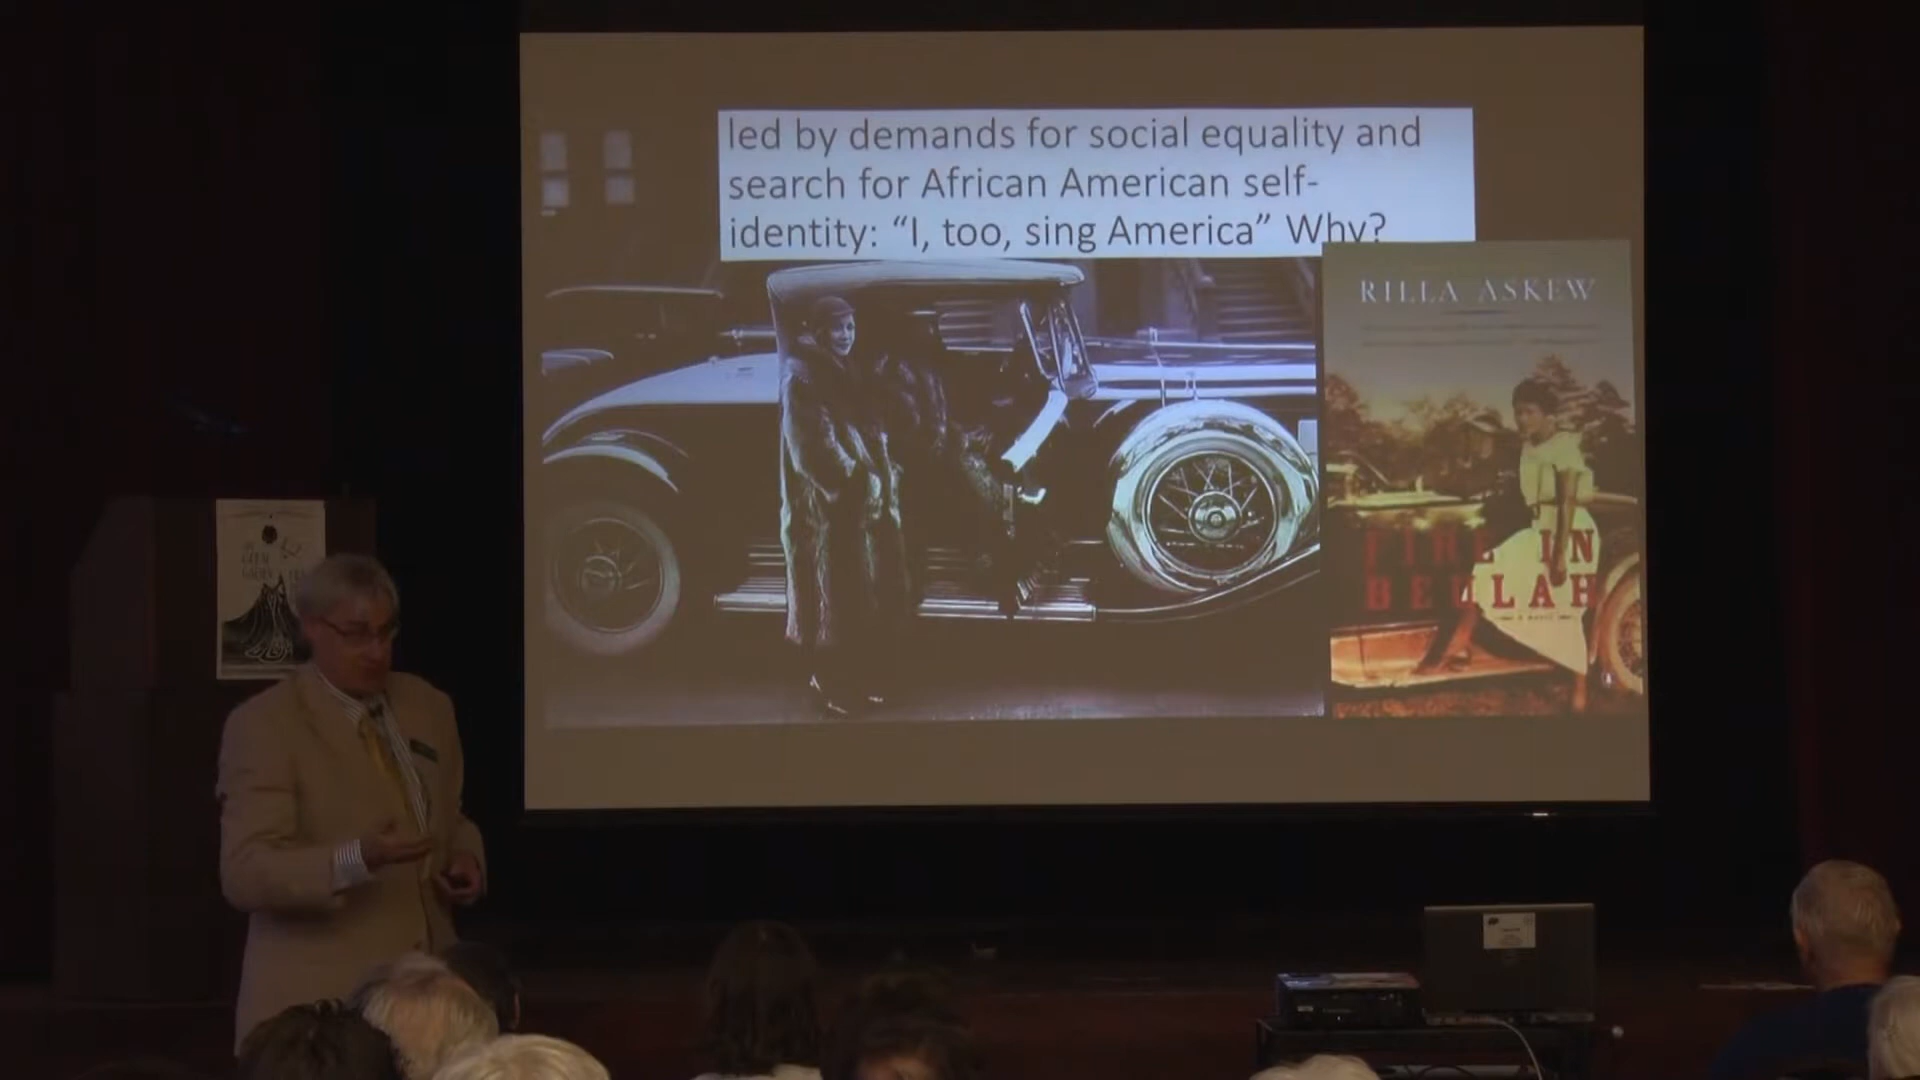 led by demands for social equality and
search for African American self-
identity: “I, too, sing America” Why?
RILLA ASKEW
FIRE IN
BEULAH